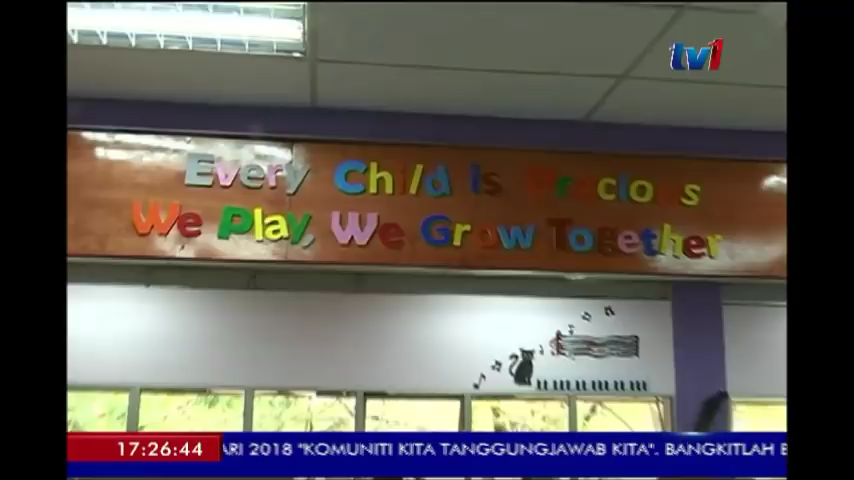 tv1
Every Child is Precious
We Play, We Grow Together
17:26:44 ARI 2018 "KOMUNITI KITA TANGGUNGJAWAB KITA". BANGKITLAH